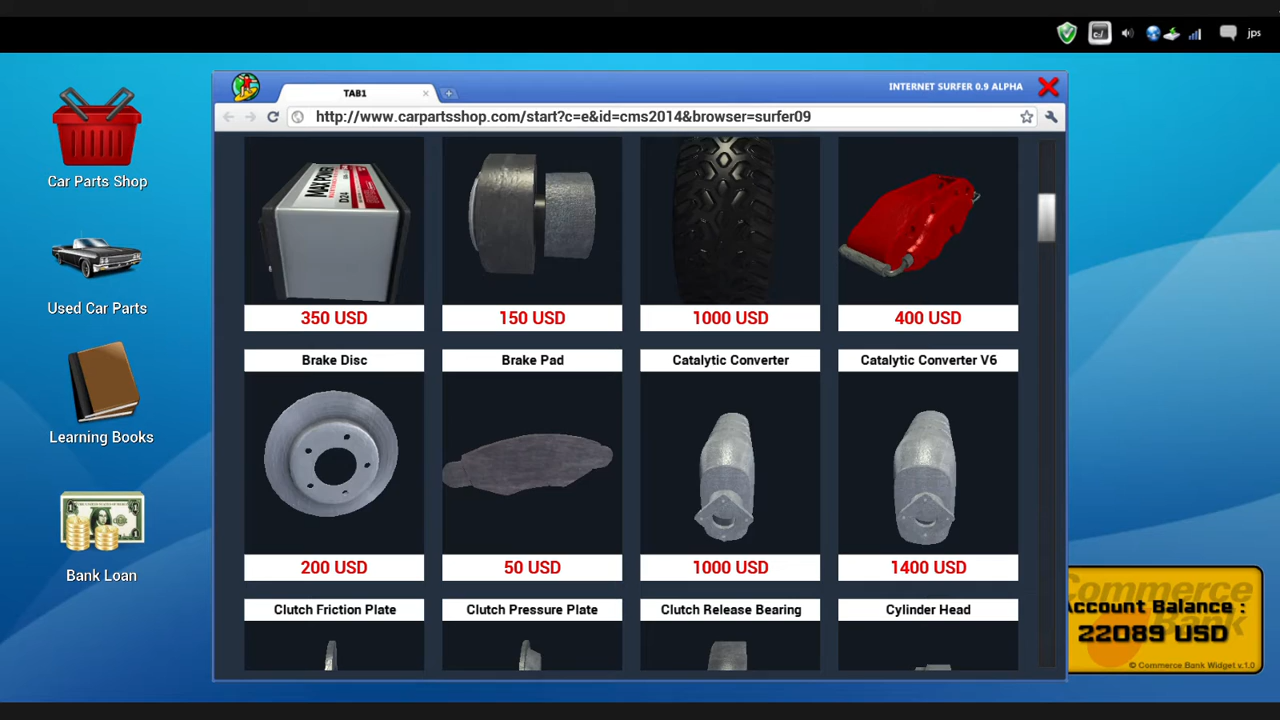 jps
TAB1
INTERNET SURFER 0.9 ALPHA
http://www.carpartsshop.com/start?c=e&id=cms2014&browser=surfer09
Car Parts Shop
Used Car Parts
Learning Books
Bank Loan
350 USD
150 USD
1000 USD
400 USD
Brake Disc
Brake Pad
Catalytic Converter
Catalytic Converter V6
200 USD
50 USD
1000 USD
1400 USD
Clutch Friction Plate
Clutch Pressure Plate
Clutch Release Bearing
Cylinder Head
Commerce
Bank
Account Balance :
22089 USD
© Commerce Bank Widget v.1.0